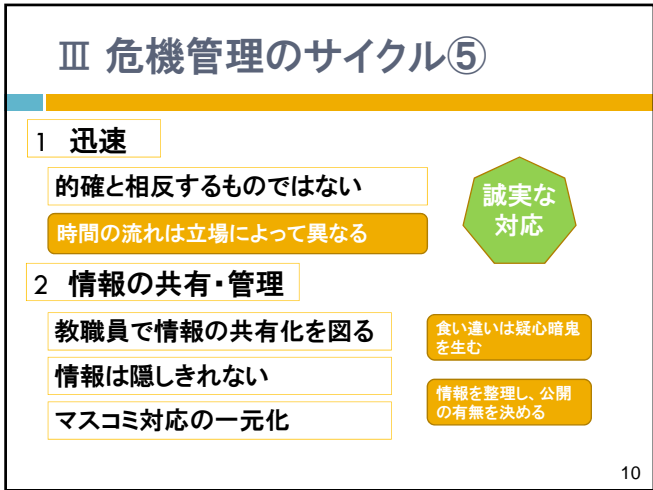 Ⅲ 危機管理のサイクル⑤
1 迅速
的確と相反するものではない
時間の流れは立場によって異なる
誠実な
対応
2 情報の共有・管理
教職員で情報の共有化を図る
情報は隠しきれない
マスコミ対応の一元化
食い違いは疑心暗鬼
を生む
情報を整理し、公開
の有無を決める
10